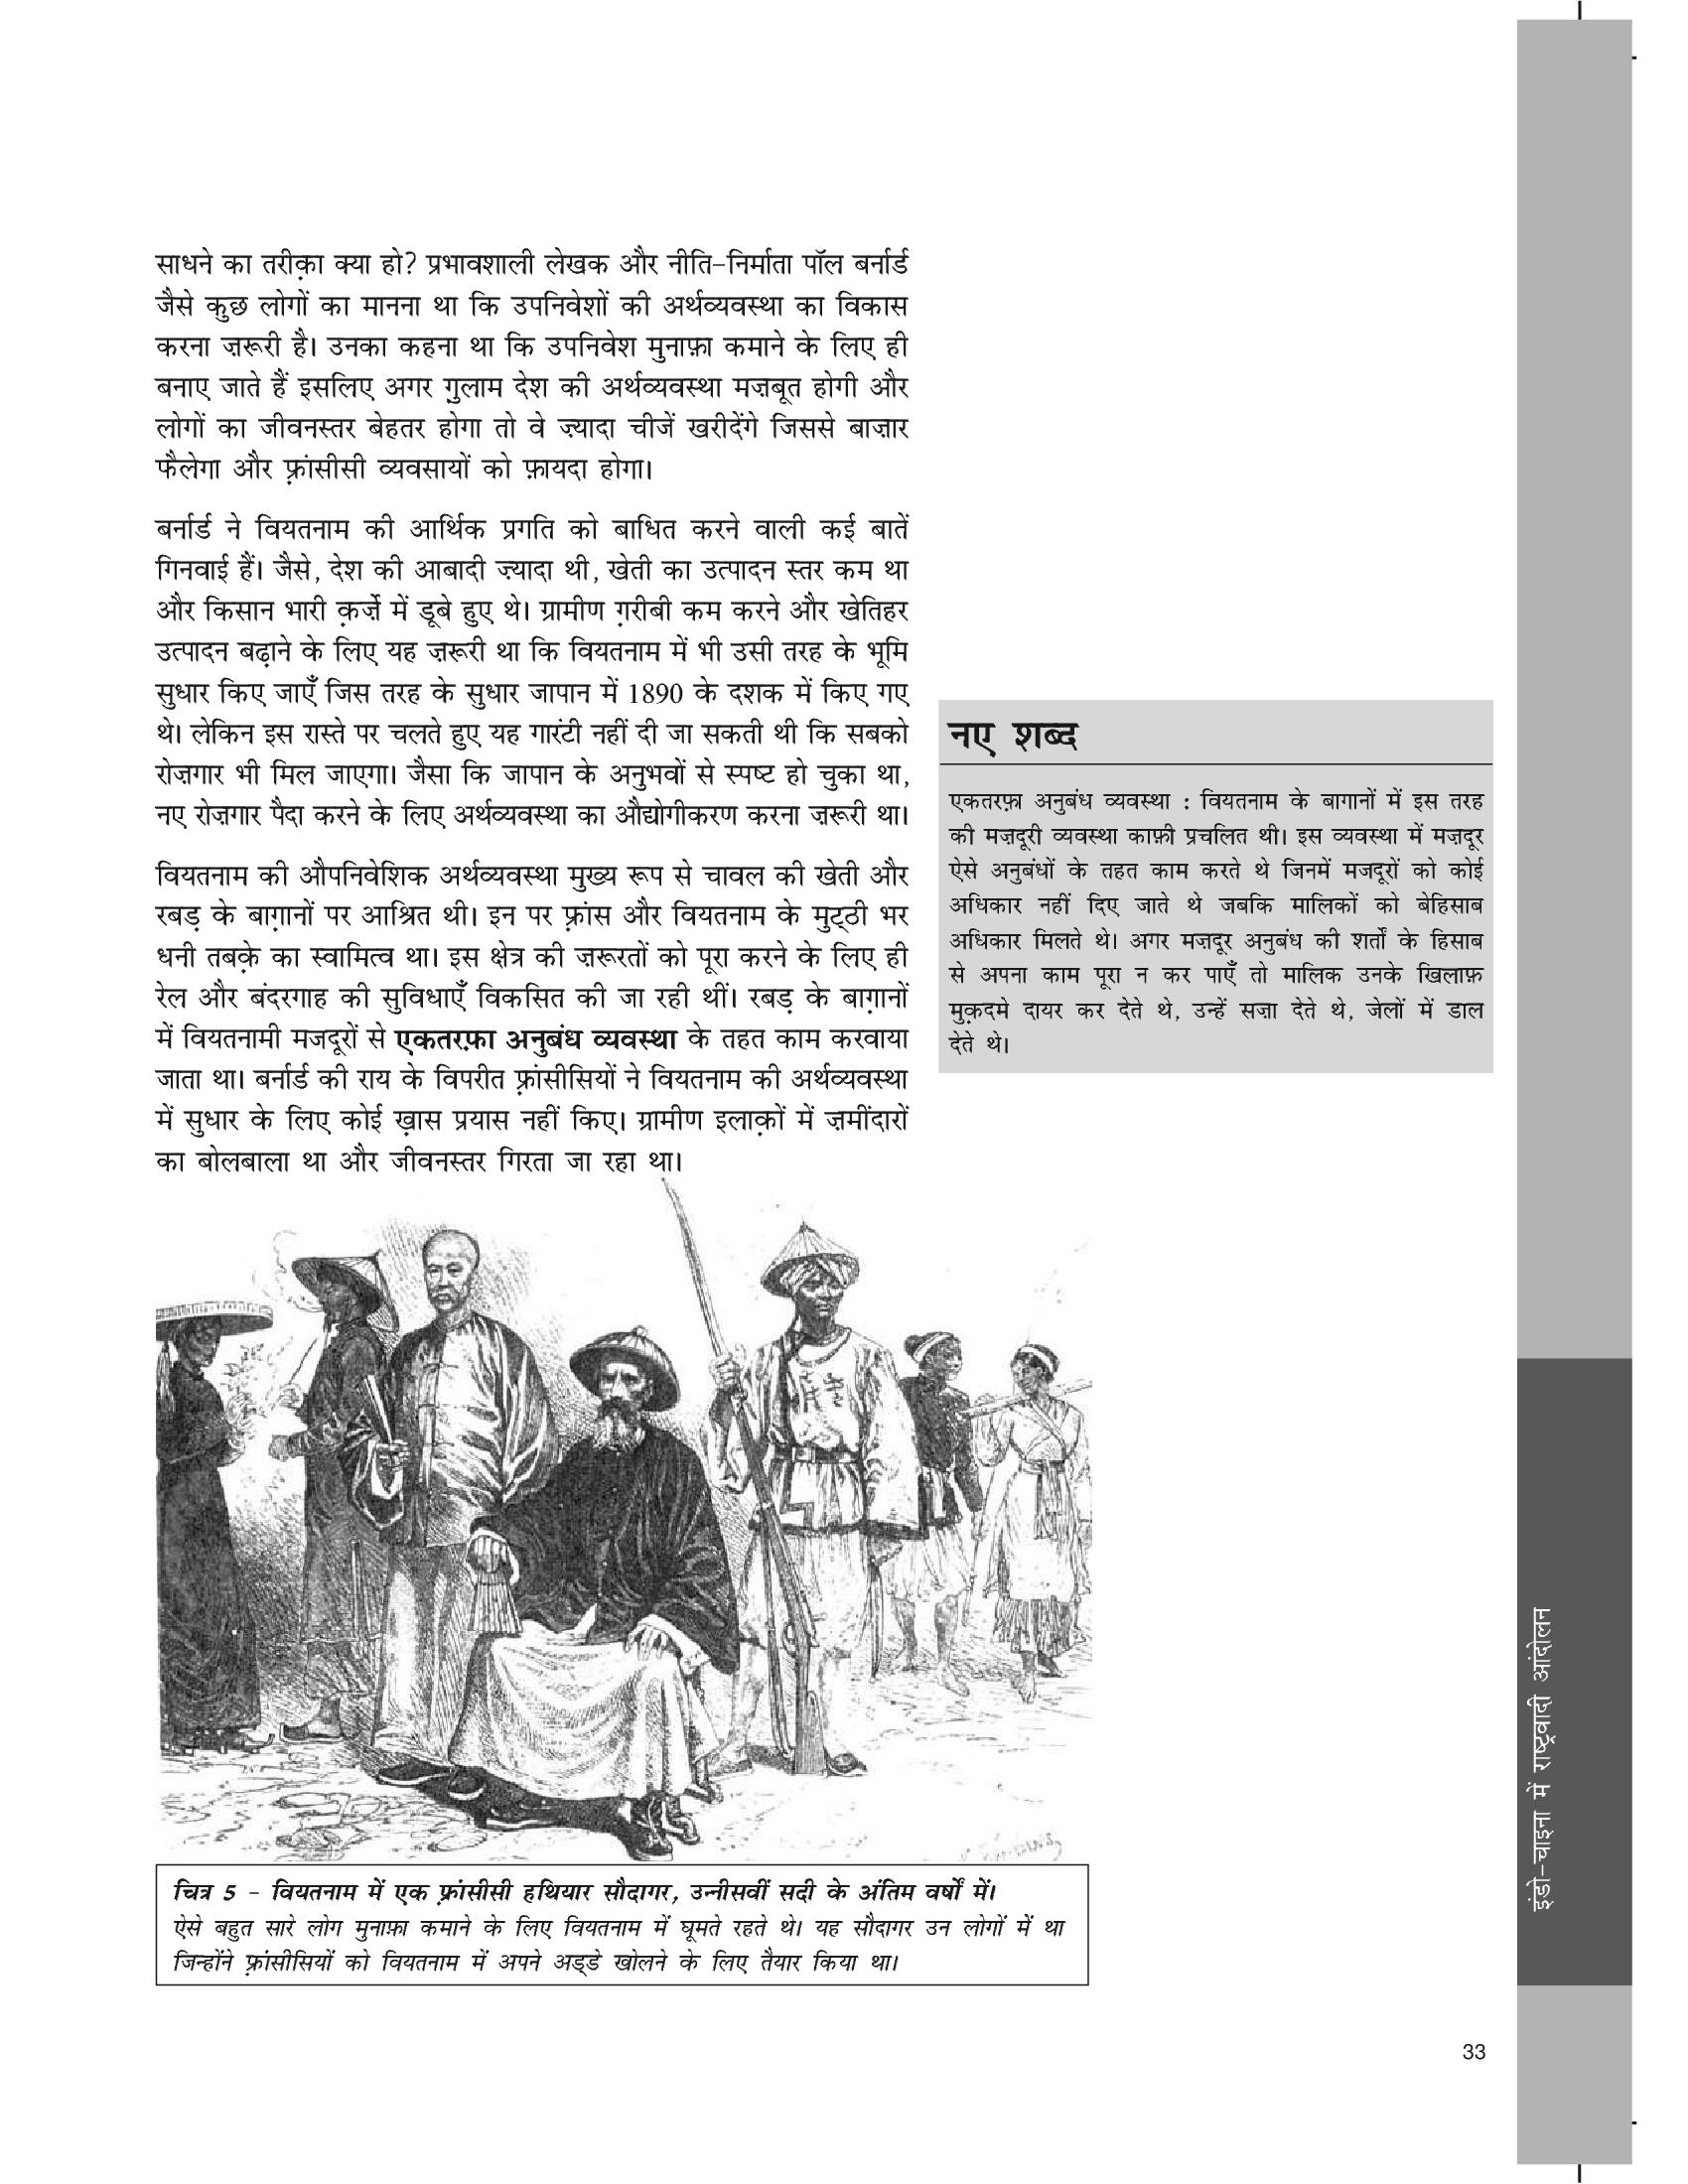 साधने का तरीक़ा क्या हो? प्रभावशाली लेखक और नीति-निर्माता पॉल बर्नार्ड
जैसे कुछ लोगों का मानना था कि उपनिवेशों की अर्थव्यवस्था का विकास
करना ज़रूरी है। उनका कहना था कि उपनिवेश मुनाफ़ा कमाने के लिए ही
बनाए जाते हैं इसलिए अगर ग़ुलाम देश की अर्थव्यवस्था मज़बूत होगी और
लोगों का जीवनस्तर बेहतर होगा तो वे ज़्यादा चीजें खरीदेंगे जिससे बाज़ार
फैलेगा और फ़्रांसीसी व्यवसायों को फ़ायदा होगा।
बर्नार्ड ने वियतनाम की आर्थिक प्रगति को बाधित करने वाली कई बातें
गिनवाई हैं। जैसे, देश की आबादी ज़्यादा थी, खेती का उत्पादन स्तर कम था
और किसान भारी क़र्ज़े में डूबे हुए थे। ग्रामीण ग़रीबी कम करने और खेतिहर
उत्पादन बढ़ाने के लिए यह ज़रूरी था कि वियतनाम में भी उसी तरह के भूमि
सुधार किए जाएँ जिस तरह के सुधार जापान में 1890 के दशक में किए गए
थे। लेकिन इस रास्ते पर चलते हुए यह गारंटी नहीं दी जा सकती थी कि सबको
रोज़गार भी मिल जाएगा। जैसा कि जापान के अनुभवों से स्पष्ट हो चुका था,
नए रोज़गार पैदा करने के लिए अर्थव्यवस्था का औद्योगीकरण करना ज़रूरी था।
वियतनाम की औपनिवेशिक अर्थव्यवस्था मुख्य रूप से चावल की खेती और
रबड़ के बाग़ानों पर आश्रित थी। इन पर फ़्रांस और वियतनाम के मुट्ठी भर
धनी तबक़े का स्वामित्व था। इस क्षेत्र की ज़रूरतों को पूरा करने के लिए ही
रेल और बंदरगाह की सुविधाएँ विकसित की जा रही थीं। रबड़ के बाग़ानों
में वियतनामी मजदूरों से एकतरफ़ा अनुबंध व्यवस्था के तहत काम करवाया
जाता था। बर्नार्ड की राय के विपरीत फ़्रांसीसियों ने वियतनाम की अर्थव्यवस्था
में सुधार के लिए कोई ख़ास प्रयास नहीं किए। ग्रामीण इलाक़ों में ज़मींदारों
का बोलबाला था और जीवनस्तर गिरता जा रहा था।
नए शब्द
एकतरफ़ा अनुबंध व्यवस्था : वियतनाम के बागानों में इस तरह
की मज़दूरी व्यवस्था काफ़ी प्रचलित थी। इस व्यवस्था में मज़दूर
ऐसे अनुबंधों के तहत काम करते थे जिनमें मजदूरों को कोई
अधिकार नहीं दिए जाते थे जबकि मालिकों को बेहिसाब
अधिकार मिलते थे। अगर मज़दूर अनुबंध की शर्तों के हिसाब
से अपना काम पूरा न कर पाएँ तो मालिक उनके खिलाफ़
मुक़दमे दायर कर देते थे, उन्हें सज़ा देते थे, जेलों में डाल
देते थे।
चित्र 5 - वियतनाम में एक फ़्रांसीसी हथियार सौदागर, उन्नीसवीं सदी के अंतिम वर्षों में।
ऐसे बहुत सारे लोग मुनाफ़ा कमाने के लिए वियतनाम में घूमते रहते थे। यह सौदागर उन लोगों में था
जिन्होंने फ़्रांसीसियों को वियतनाम में अपने अड्डे खोलने के लिए तैयार किया था।
इंडो-चाइना में राष्ट्रवादी आंदोलन
33